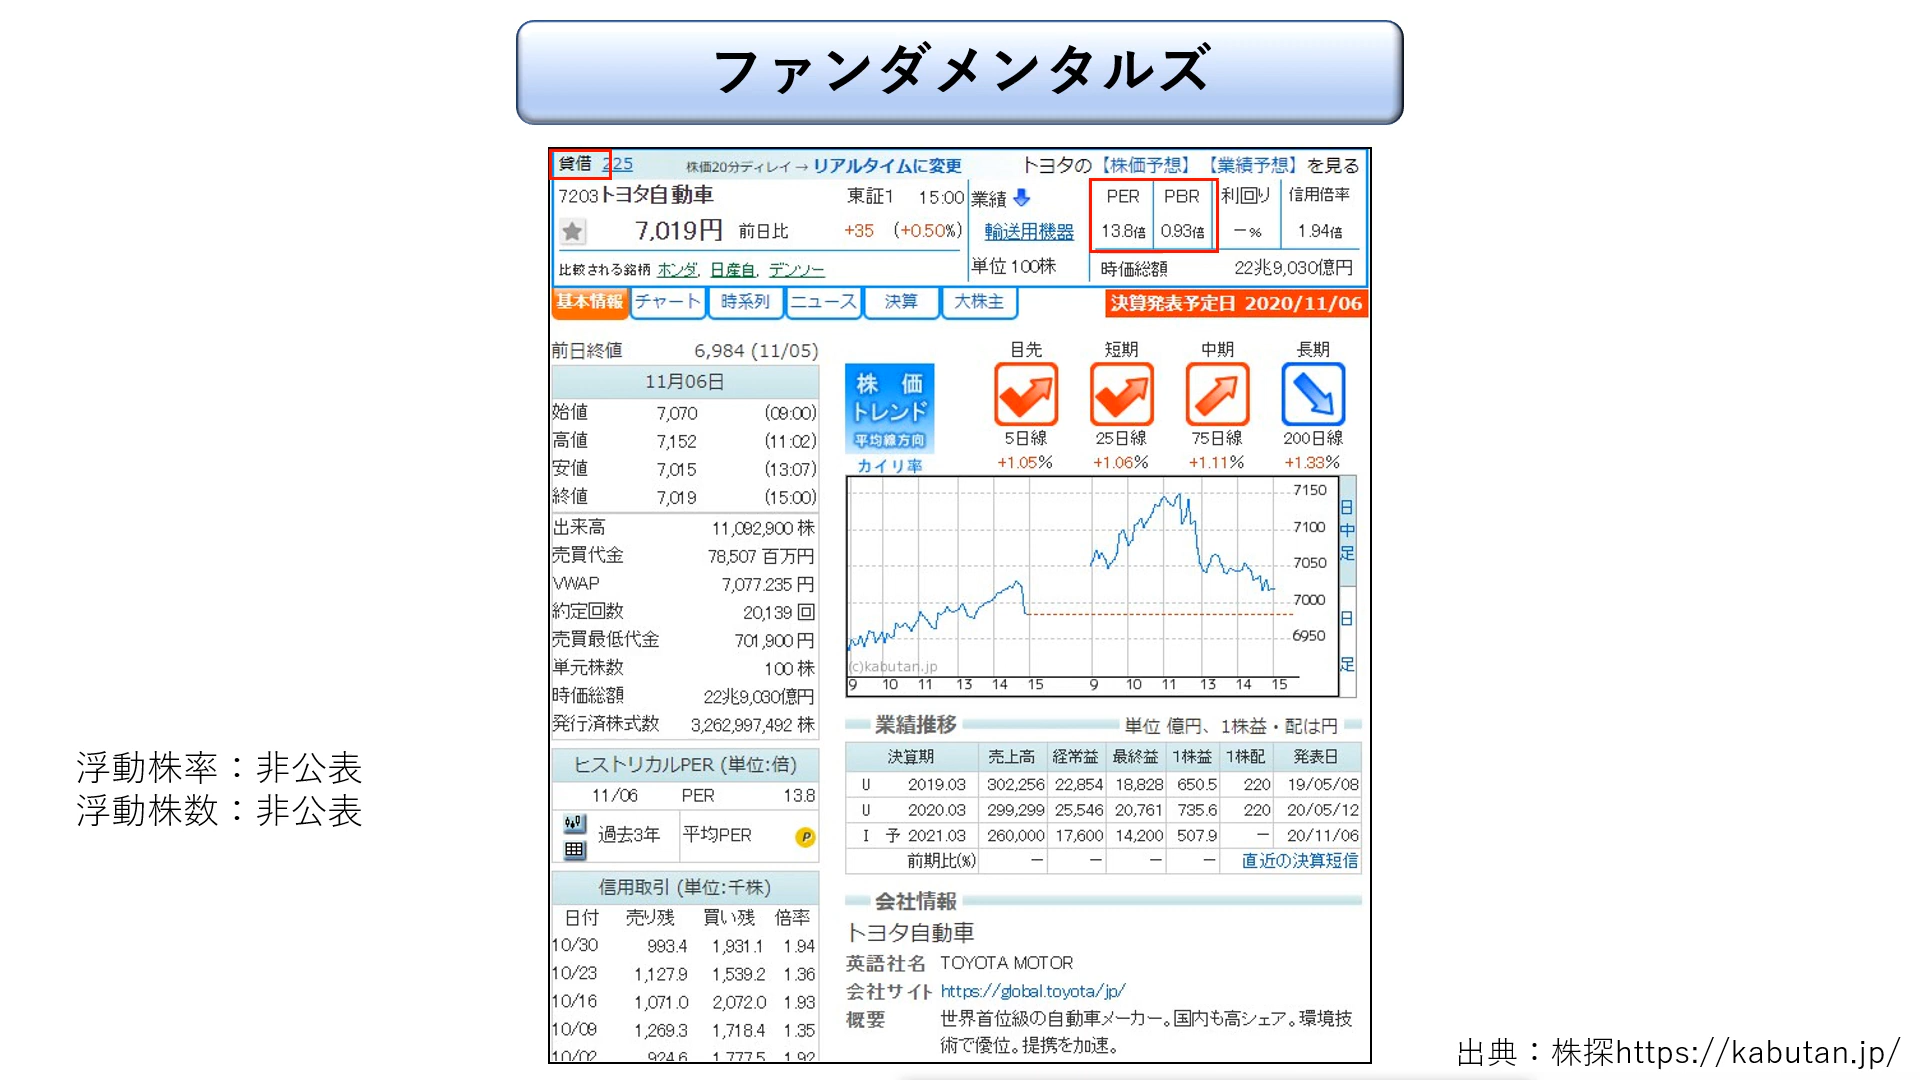 ファンダメンタルズ
貸借 225 株価20分ディレイ → リアルタイムに変更 トヨタの【株価予想】【業績予想】を見る
7203トヨタ自動車 東証1 15:00 業績 PER PBR 利回り 信用倍率
7,019円 前日比 +35 (+0.50%) 輸送用機器 13.8倍 0.93倍 －% 1.94倍
比較される銘柄 ホンダ, 日産自, デンソー 単位 100株 時価総額 22兆9,030億円
基本情報 チャート 時系列 ニュース 決算 大株主 決算発表予定日 2020/11/06
前日終値 6,984 (11/05)
11月06日
始値 7,070 (09:00)
高値 7,152 (11:02)
安値 7,015 (13:07)
終値 7,019 (15:00)
出来高 11,092,900 株
売買代金 78,507 百万円
VWAP 7,077.235 円
約定回数 20,139 回
売買最低代金 701,900 円
単元株数 100 株
時価総額 22兆9,030億円
発行済株式数 3,262,997,492 株
ヒストリカルPER (単位:倍)
11/06 PER 13.8
過去3年 平均PER P
信用取引 (単位:千株)
日付 売り残 買い残 倍率
10/30 993.4 1,931.1 1.94
10/23 1,127.9 1,539.2 1.36
10/16 1,071.0 2,072.0 1.93
10/09 1,269.3 1,718.4 1.35
10/02 924.6 1,777.5 1.92
目先 短期 中期 長期
株価
トレンド
平均線方向
5日線 25日線 75日線 200日線
カイリ率 +1.05% +1.06% +1.11% +1.33%
7150
7100
7050
7000
6950
日中足
日足
(c)kabutan.jp
9 10 11 13 14 15 9 10 11 13 14 15
業績推移 単位 億円、1株益・配は円
決算期 売上高 経常益 最終益 1株益 1株配 発表日
U 2019.03 302,256 22,854 18,828 650.5 220 19/05/08
U 2020.03 299,299 25,546 20,761 735.6 220 20/05/12
I 予 2021.03 260,000 17,600 14,200 507.9 － 20/11/06
前期比(%) － － － － 直近の決算短信
会社情報
トヨタ自動車
英語社名 TOYOTA MOTOR
会社サイト https://global.toyota/jp/
概要 世界首位級の自動車メーカー。国内も高シェア。環境技
術で優位。提携を加速。
浮動株率：非公表
浮動株数：非公表
出典：株探https://kabutan.jp/